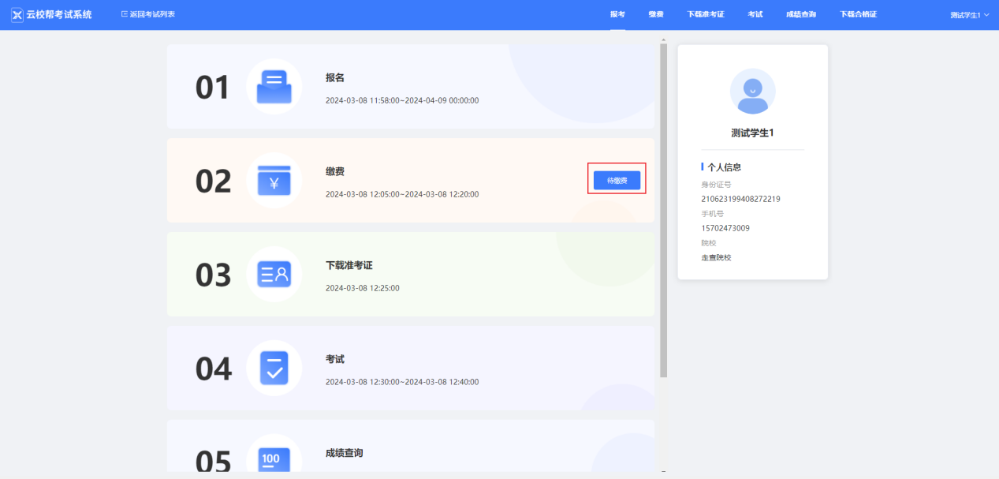 云校帮考试系统
返回考试列表
报考
缴费
下载准考证
考试
成绩查询
下载合格证
测试学生1
01
报名
2024-03-08 11:58:00~2024-04-09 00:00:00
02
¥
缴费
2024-03-08 12:05:00~2024-03-08 12:20:00
待缴费
03
下载准考证
2024-03-08 12:25:00
04
考试
2024-03-08 12:30:00~2024-03-08 12:40:00
05
100
成绩查询
测试学生1
个人信息
身份证号
210623199408272219
手机号
15702473009
院校
走查院校